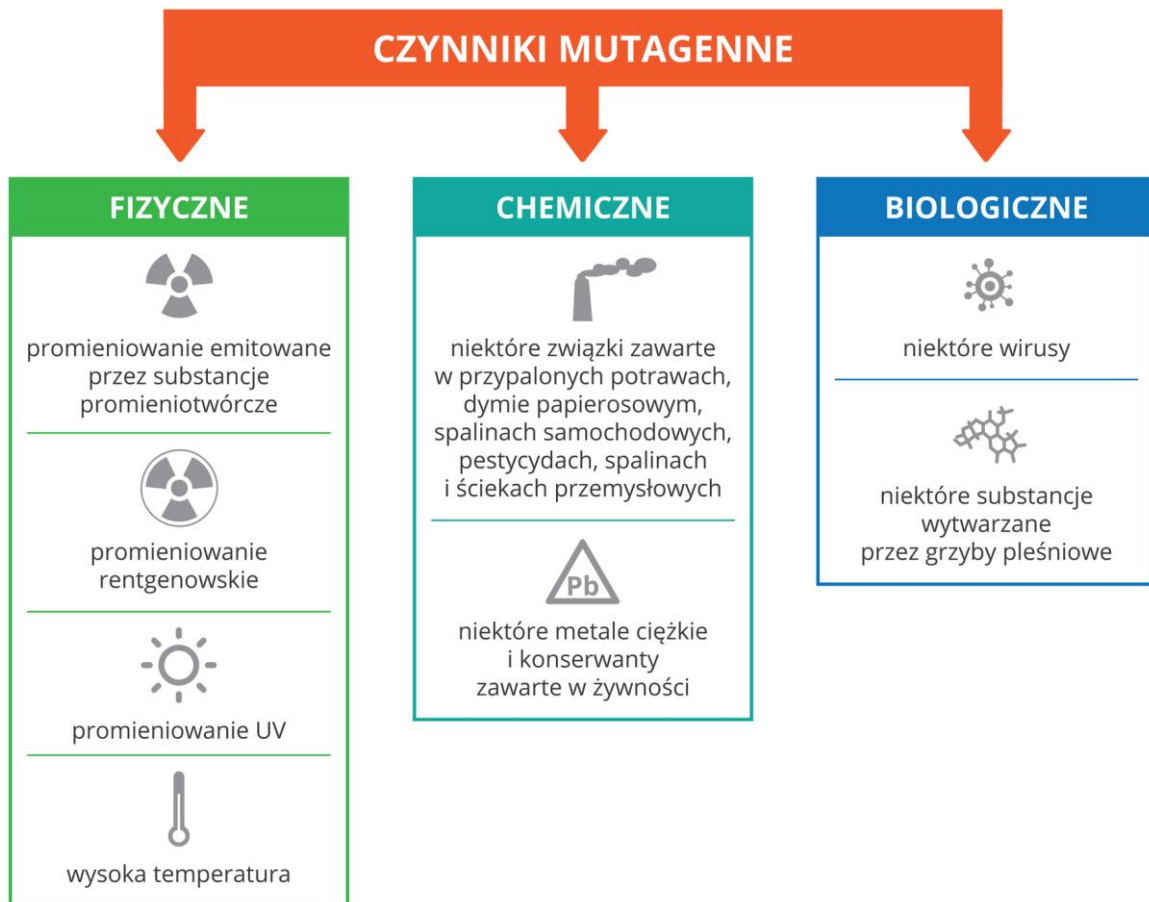 CZYNNIKI MUTAGENNE
FIZYCZNE
promieniowanie emitowane
przez substancje
promieniotwórcze
promieniowanie
rentgenowskie
promieniowanie UV
wysoka temperatura
CHEMICZNE
niektóre związki zawarte
w przypalonych potrawach,
dymie papierosowym,
spalinach samochodowych,
pestycydach, spalinach
i ściekach przemysłowych
Pb
niektóre metale ciężkie
i konserwanty
zawarte w żywności
BIOLOGICZNE
niektóre wirusy
niektóre substancje
wytwarzane
przez grzyby pleśniowe